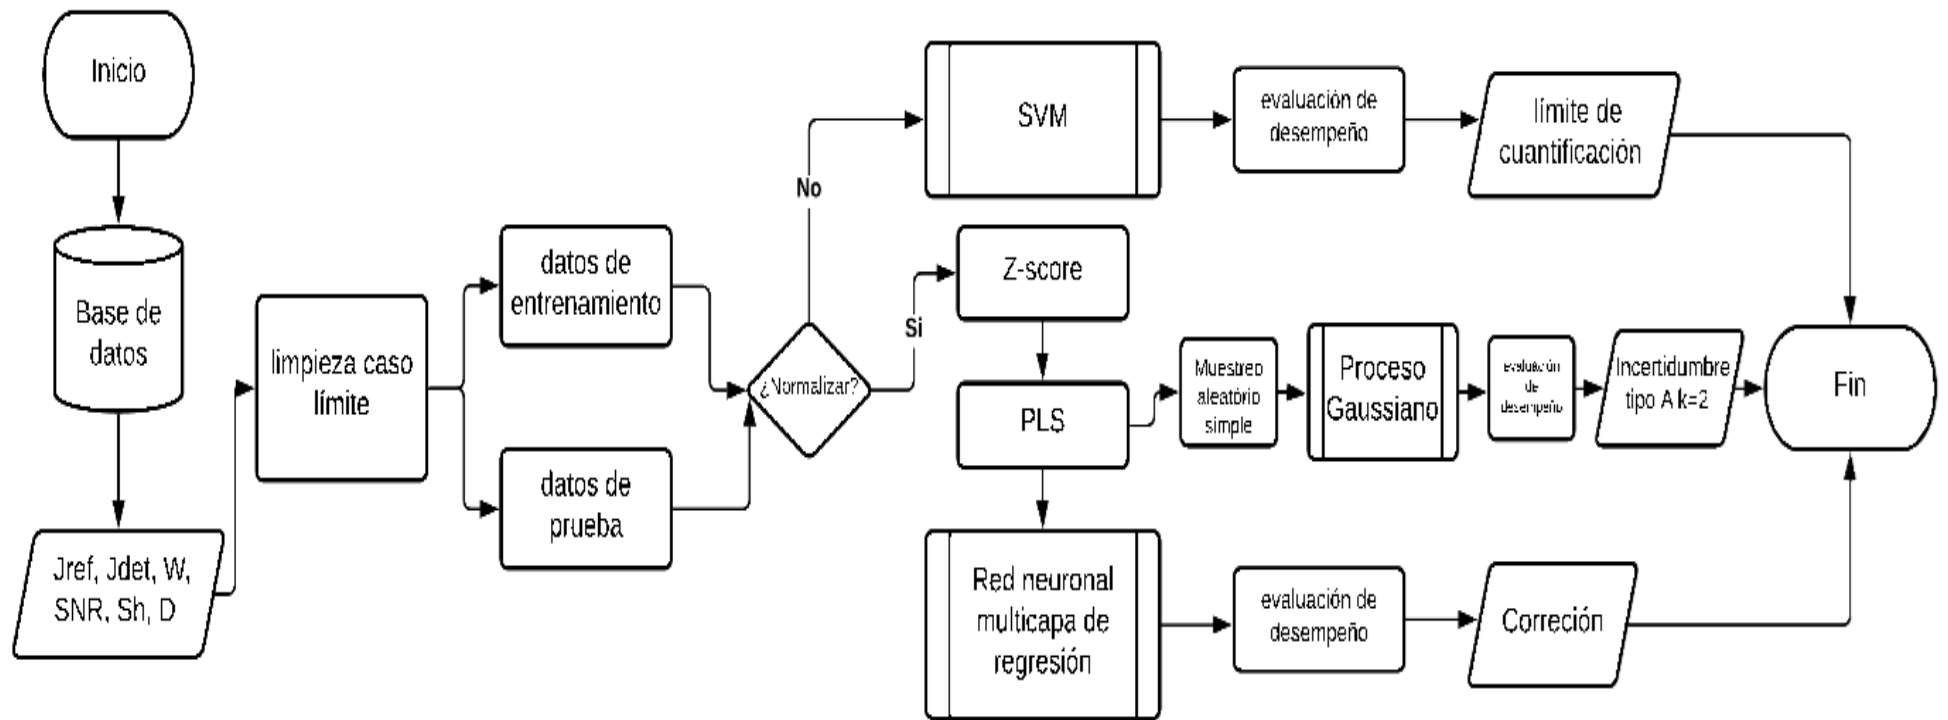 Inicio
Base de
datos
Jref, Jdet, W,
SNR, Sh, D
limpieza caso
límite
datos de
entrenamiento
datos de
prueba
¿Normalizar?
No
Si
SVM
evaluación de
desempeño
límite de
cuantificación
Z-score
PLS
Muestreo
aleatório
simple
Proceso
Gaussiano
evaluación
de
desempeño
Incertidumbre
tipo A k=2
Fin
Red neuronal
multicapa de
regresión
evaluación de
desempeño
Correción